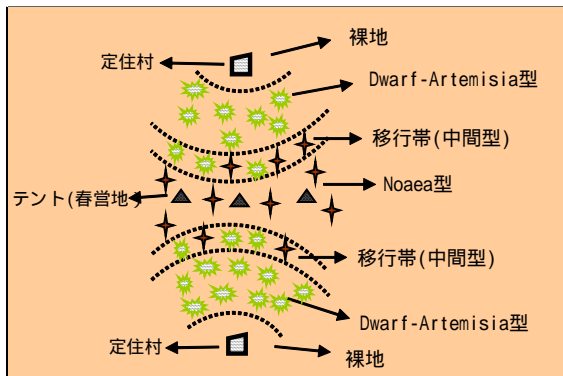 裸地
定住村
Dwarf-Artemisia型
移行帯(中間型)
Noaea型
テント(春営地)
移行帯(中間型)
Dwarf-Artemisia型
定住村
裸地